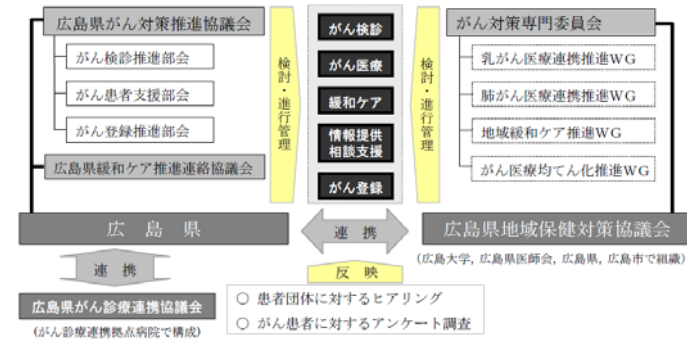 広島県がん対策推進協議会
がん検診推進部会
がん患者支援部会
がん登録推進部会
広島県緩和ケア推進連絡協議会
広島県
検討・進行管理
がん検診
がん医療
緩和ケア
情報提供
相談支援
がん登録
検討・進行管理
がん対策専門委員会
乳がん医療連携推進WG
肺がん医療連携推進WG
地域緩和ケア推進WG
がん医療均てん化推進WG
連携
広島県地域保健対策協議会
(広島大学, 広島県医師会, 広島県, 広島市で組織)
連携
反映
広島県がん診療連携協議会
(がん診療連携拠点病院で構成)
○ 患者団体に対するヒアリング
○ がん患者に対するアンケート調査